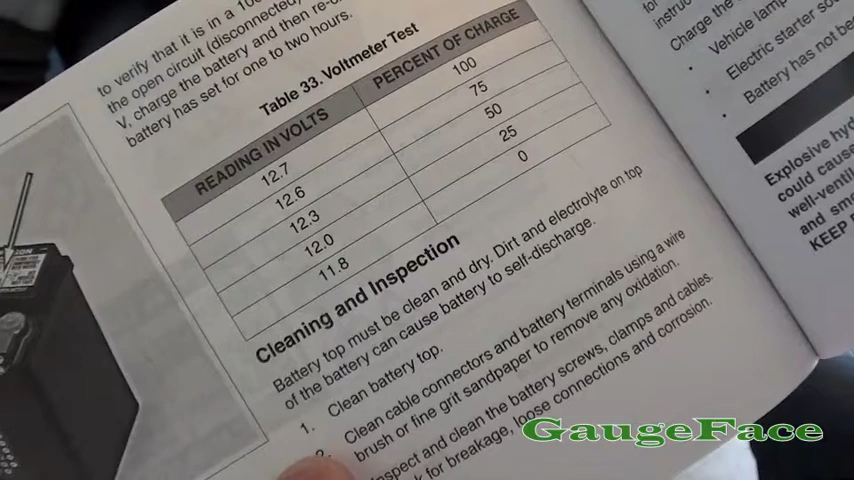 to verify that it is in a
the open circuit (disconnected)
V, charge the battery and then
battery has set for one to two hours.
Table 33. Voltmeter Test
READING IN VOLTS PERCENT OF CHARGE
12.7 100
12.6 75
12.3 50
12.0 25
11.8 0
Cleaning and Inspection
Battery top must be clean and dry. Dirt and electrolyte on top
of the battery can cause battery to self-discharge.
1. Clean battery top.
2. Clean cable connectors and battery terminals using a wire
brush or fine grit sandpaper to remove any oxidation.
nspect and clean the battery screws, clamps and cables.
k for breakage, loose connections and corrosion.
for
instruc
Charge the
• Vehicle lamp
• Electric starter so
• Battery has not be
Explosive hyd
could cause
well-ventil
and smo
KEEP
GaugeFace